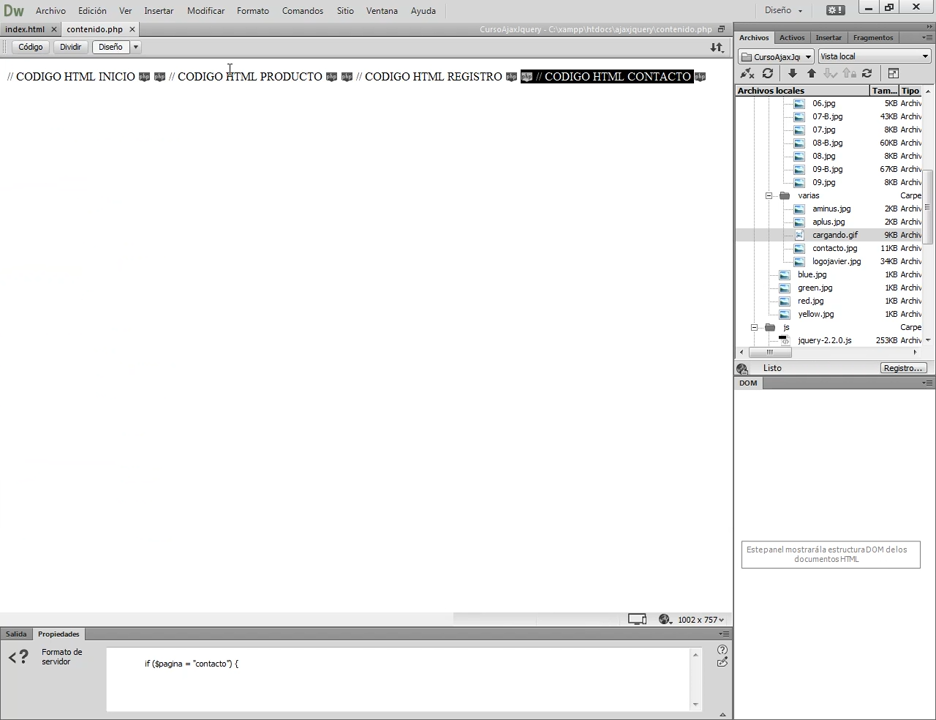 Dw Archivo Edición Ver Insertar Modificar Formato Comandos Sitio Ventana Ayuda Diseño
index.html contenido.php CursoAjaxJquery - C:\xampp\htdocs\ajaxjquery\contenido.php
Código Dividir Diseño
// CODIGO HTML INICIO // CODIGO HTML PRODUCTO // CODIGO HTML REGISTRO // CODIGO HTML CONTACTO
Archivos Activos Insertar Fragmentos
CursoAjaxJqı Vista local
Archivos locales Tam... Tipo
06.jpg 5KB Archiv
07-B.jpg 43KB Archiv
07.jpg 8KB Archiv
08-B.jpg 60KB Archiv
08.jpg 8KB Archiv
09-B.jpg 67KB Archiv
09.jpg 8KB Archiv
varias Carpe
aminus.jpg 2KB Archiv
aplus.jpg 2KB Archiv
cargando.gif 9KB Archiv
contacto.jpg 11KB Archiv
logojavier.jpg 34KB Archiv
blue.jpg 1KB Archiv
green.jpg 1KB Archiv
red.jpg 1KB Archiv
yellow.jpg 1KB Archiv
js Carpe
jquery-2.2.0.js 253KB Archiv
Listo Registro...
DOM
Este panel mostrará la estructura DOM de los
documentos HTML
1002 x 757
Salida Propiedades
<? Formato de
servidor
if ($pagina = "contacto") {